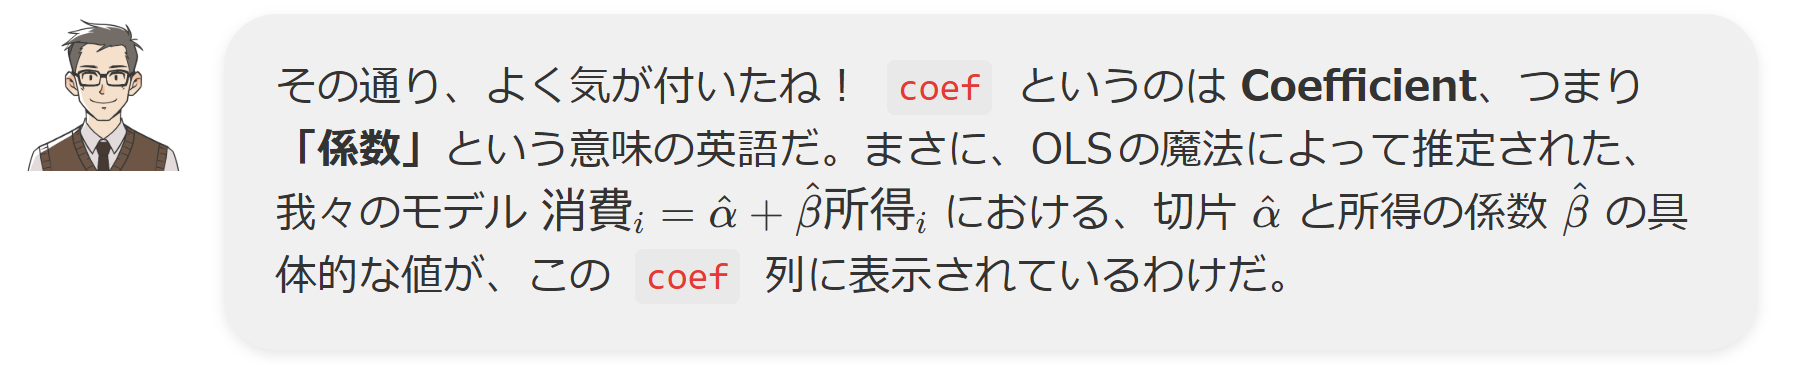 その通り、よく気が付いたね！ coef というのは Coefficient、つまり
「係数」という意味の英語だ。まさに、OLSの魔法によって推定された、
我々のモデル 消費ᵢ = α̂ + β̂所得ᵢ における、切片 α̂ と所得の係数 β̂ の具
体的な値が、この coef 列に表示されているわけだ。